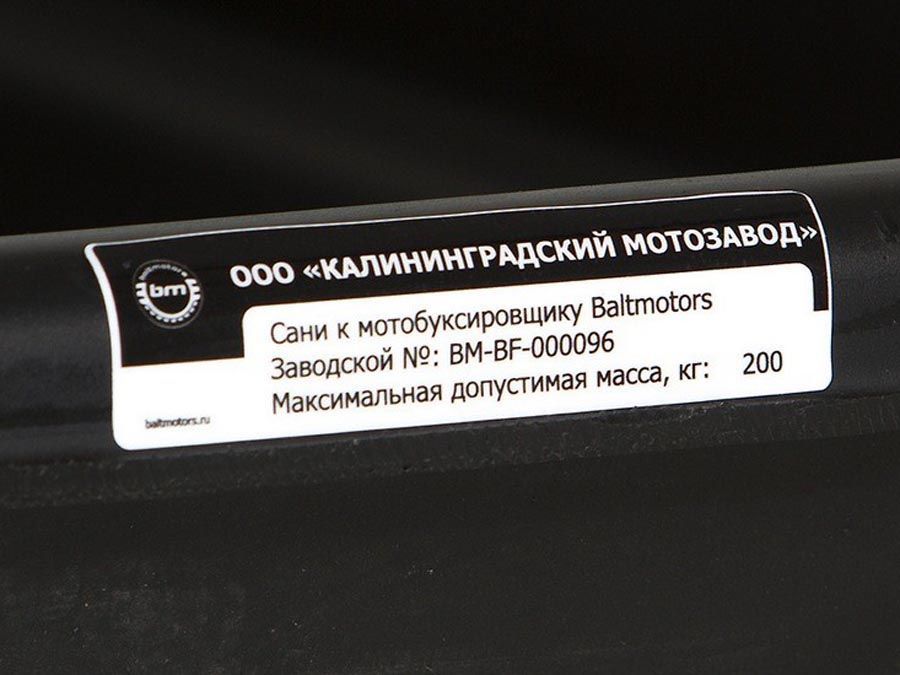 ООО «КАЛИНИНГРАДСКИЙ МОТОЗАВОД»
baltmotors
bm
Сани к мотобуксировщику Baltmotors
Заводской №: BM-BF-000096
Максимальная допустимая масса, кг: 200
baltmotors.ru